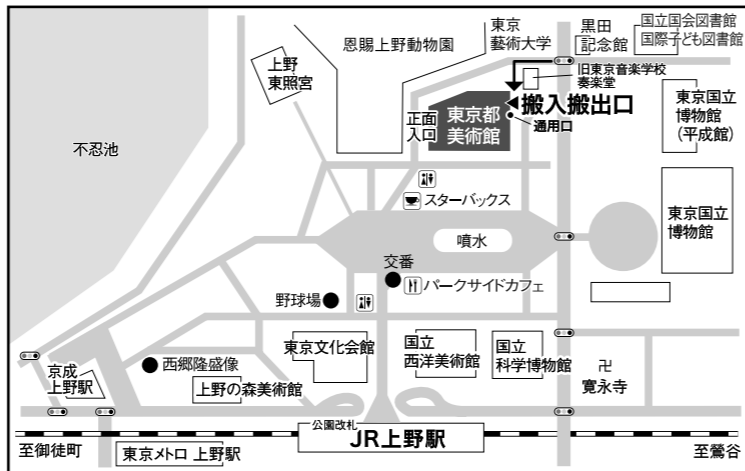 国立国会図書館
国際子ども図書館
黒田
記念館
東京
藝術大学
恩賜上野動物園
上野
東照宮
旧東京音楽学校
奏楽堂
搬入搬出口
通用口
東京都
美術館
正面
入口
東京国立
博物館
(平成館)
不忍池
スターバックス
東京国立
博物館
噴水
交番
パークサイドカフェ
野球場
東京文化会館
国立
西洋美術館
国立
科学博物館
卍
寛永寺
西郷隆盛像
京成
上野駅
上野の森美術館
公園改札
JR上野駅
至御徒町
東京メトロ 上野駅
至鶯谷